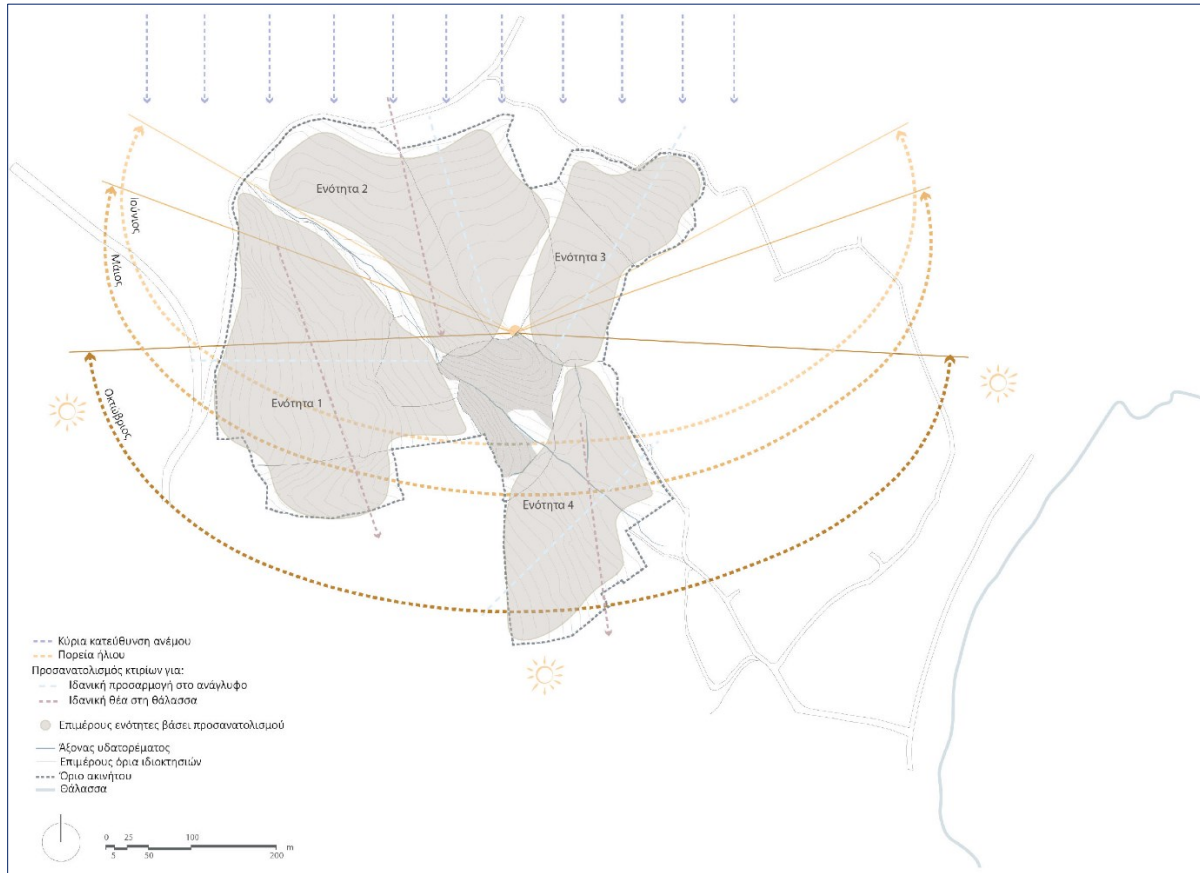 Ενότητα 2
Ιούνιος
Μάιος
Ενότητα 3
Οκτώβριος
Ενότητα 1
Ενότητα 4
Κύρια κατεύθυνση ανέμου
Πορεία ήλιου
Προσανατολισμός κτιρίων για:
Ιδανική προσαρμογή στο ανάγλυφο
Ιδανική θέα στη θάλασσα
Επιμέρους ενότητες βάσει προσανατολισμού
Άξονας υδατορέματος
Επιμέρους όρια ιδιοκτησιών
Όριο ακινήτου
Θάλασσα
0 25 100
m
5 50 200